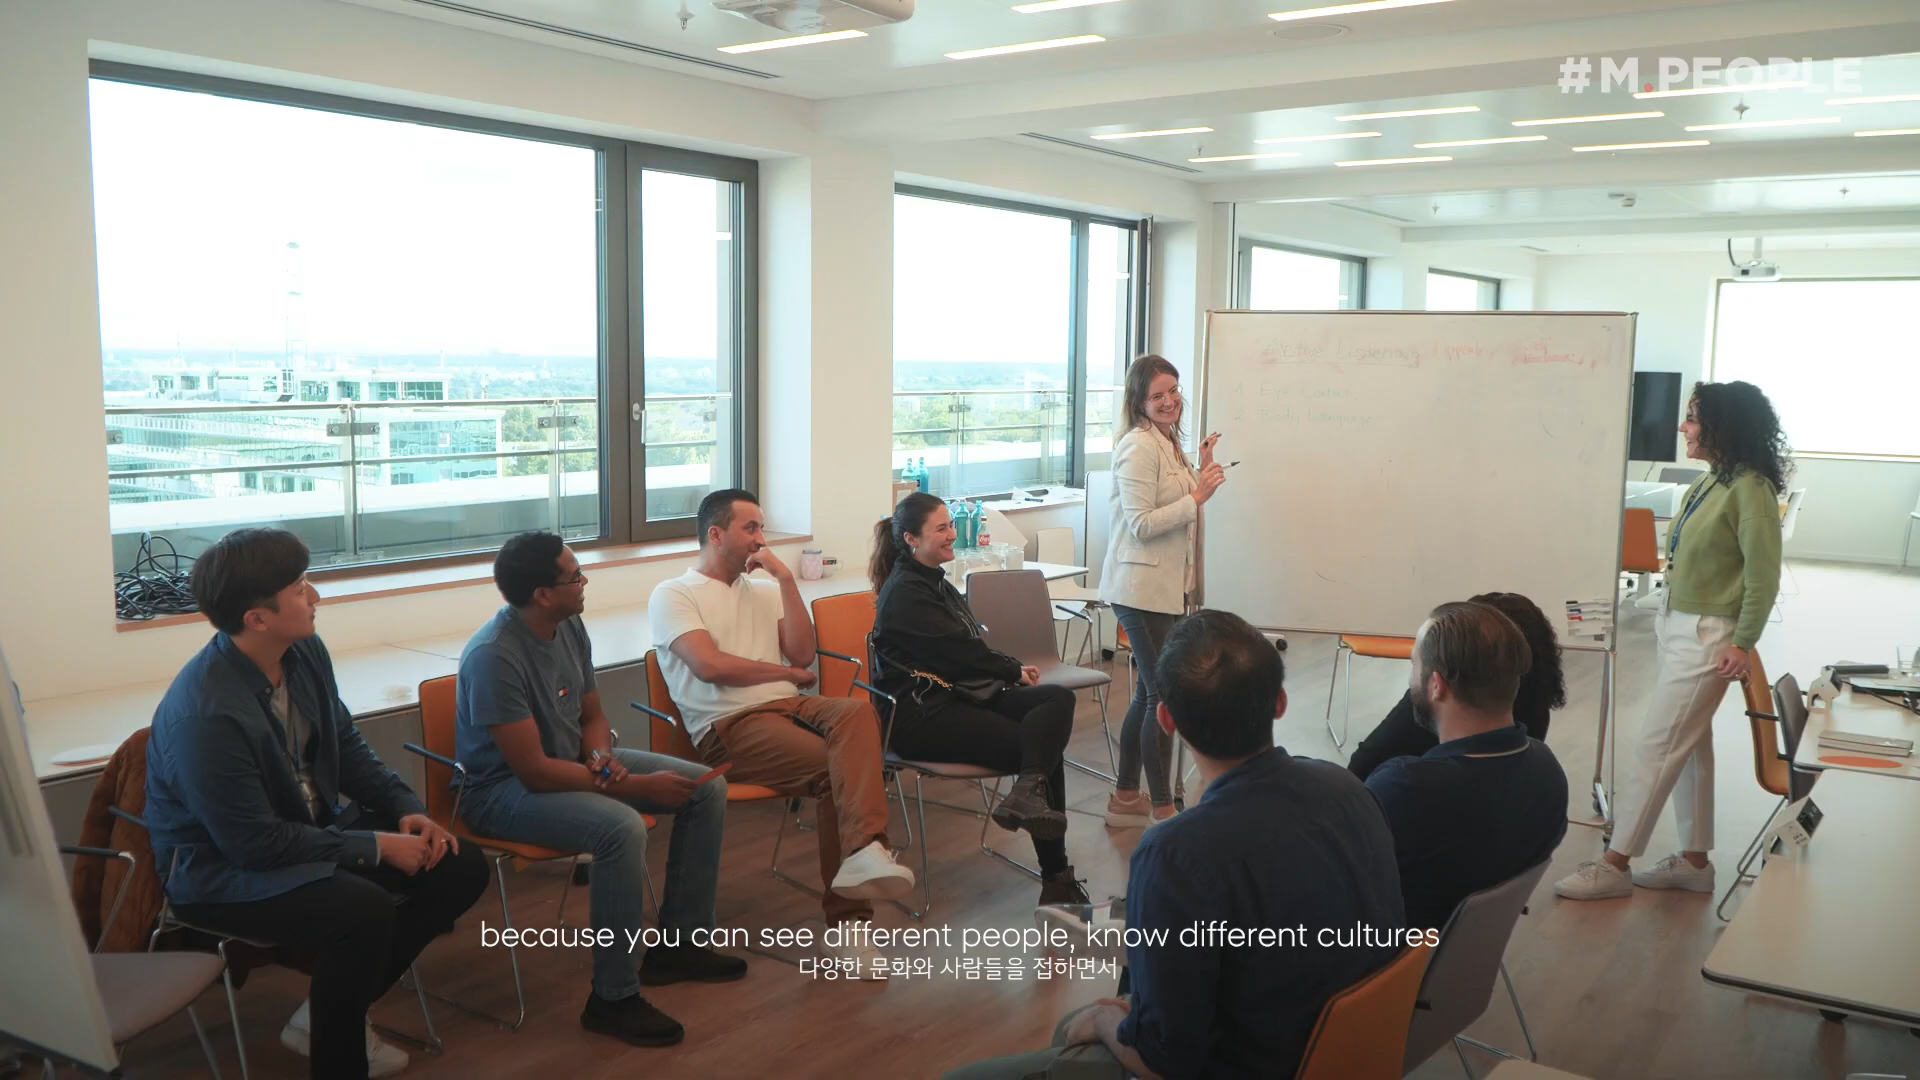 #M.PEOPLE
Active Listening
1. Eye Contact
2. Body Language
because you can see different people, know different cultures
다양한 문화와 사람들을 접하면서